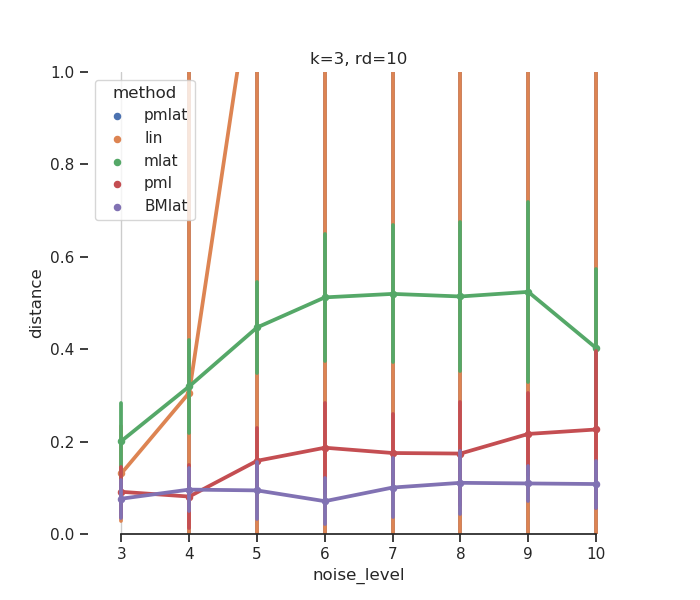 k=3, rd=10
1.0
method
pmlat
lin
mlat
pml
BMlat
0.8
0.6
0.4
0.2
0.0
distance
3 4 5 6 7 8 9 10
noise_level